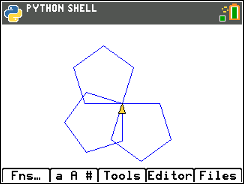 PYTHON SHELL
Fns… a A # Tools Editor Files